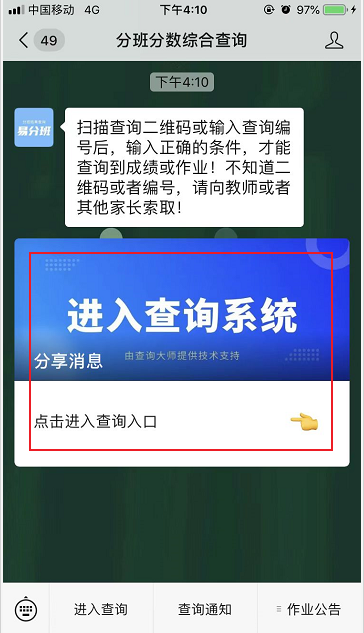 中国移动 4G 下午4:10 97%
49 分班分数综合查询
下午4:10
易分班
扫描查询二维码或输入查询编
号后，输入正确的条件，才能
查询到成绩或作业！不知道二
维码或者编号，请向教师或者
其他家长索取！
进入查询系统
分享消息
由查询大师提供技术支持
点击进入查询入口
进入查询 查询通知 作业公告